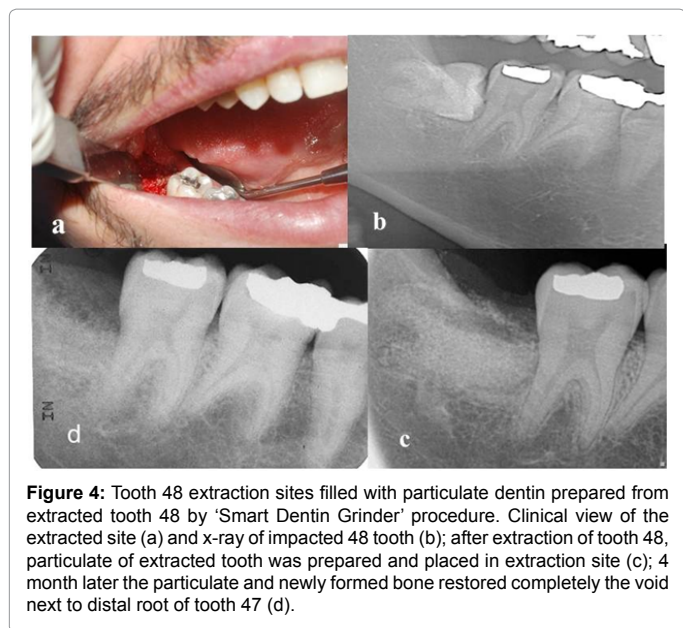 a
b
d
c
Figure 4: Tooth 48 extraction sites filled with particulate dentin prepared from
extracted tooth 48 by ‘Smart Dentin Grinder’ procedure. Clinical view of the
extracted site (a) and x-ray of impacted 48 tooth (b); after extraction of tooth 48,
particulate of extracted tooth was prepared and placed in extraction site (c); 4
month later the particulate and newly formed bone restored completely the void
next to distal root of tooth 47 (d).